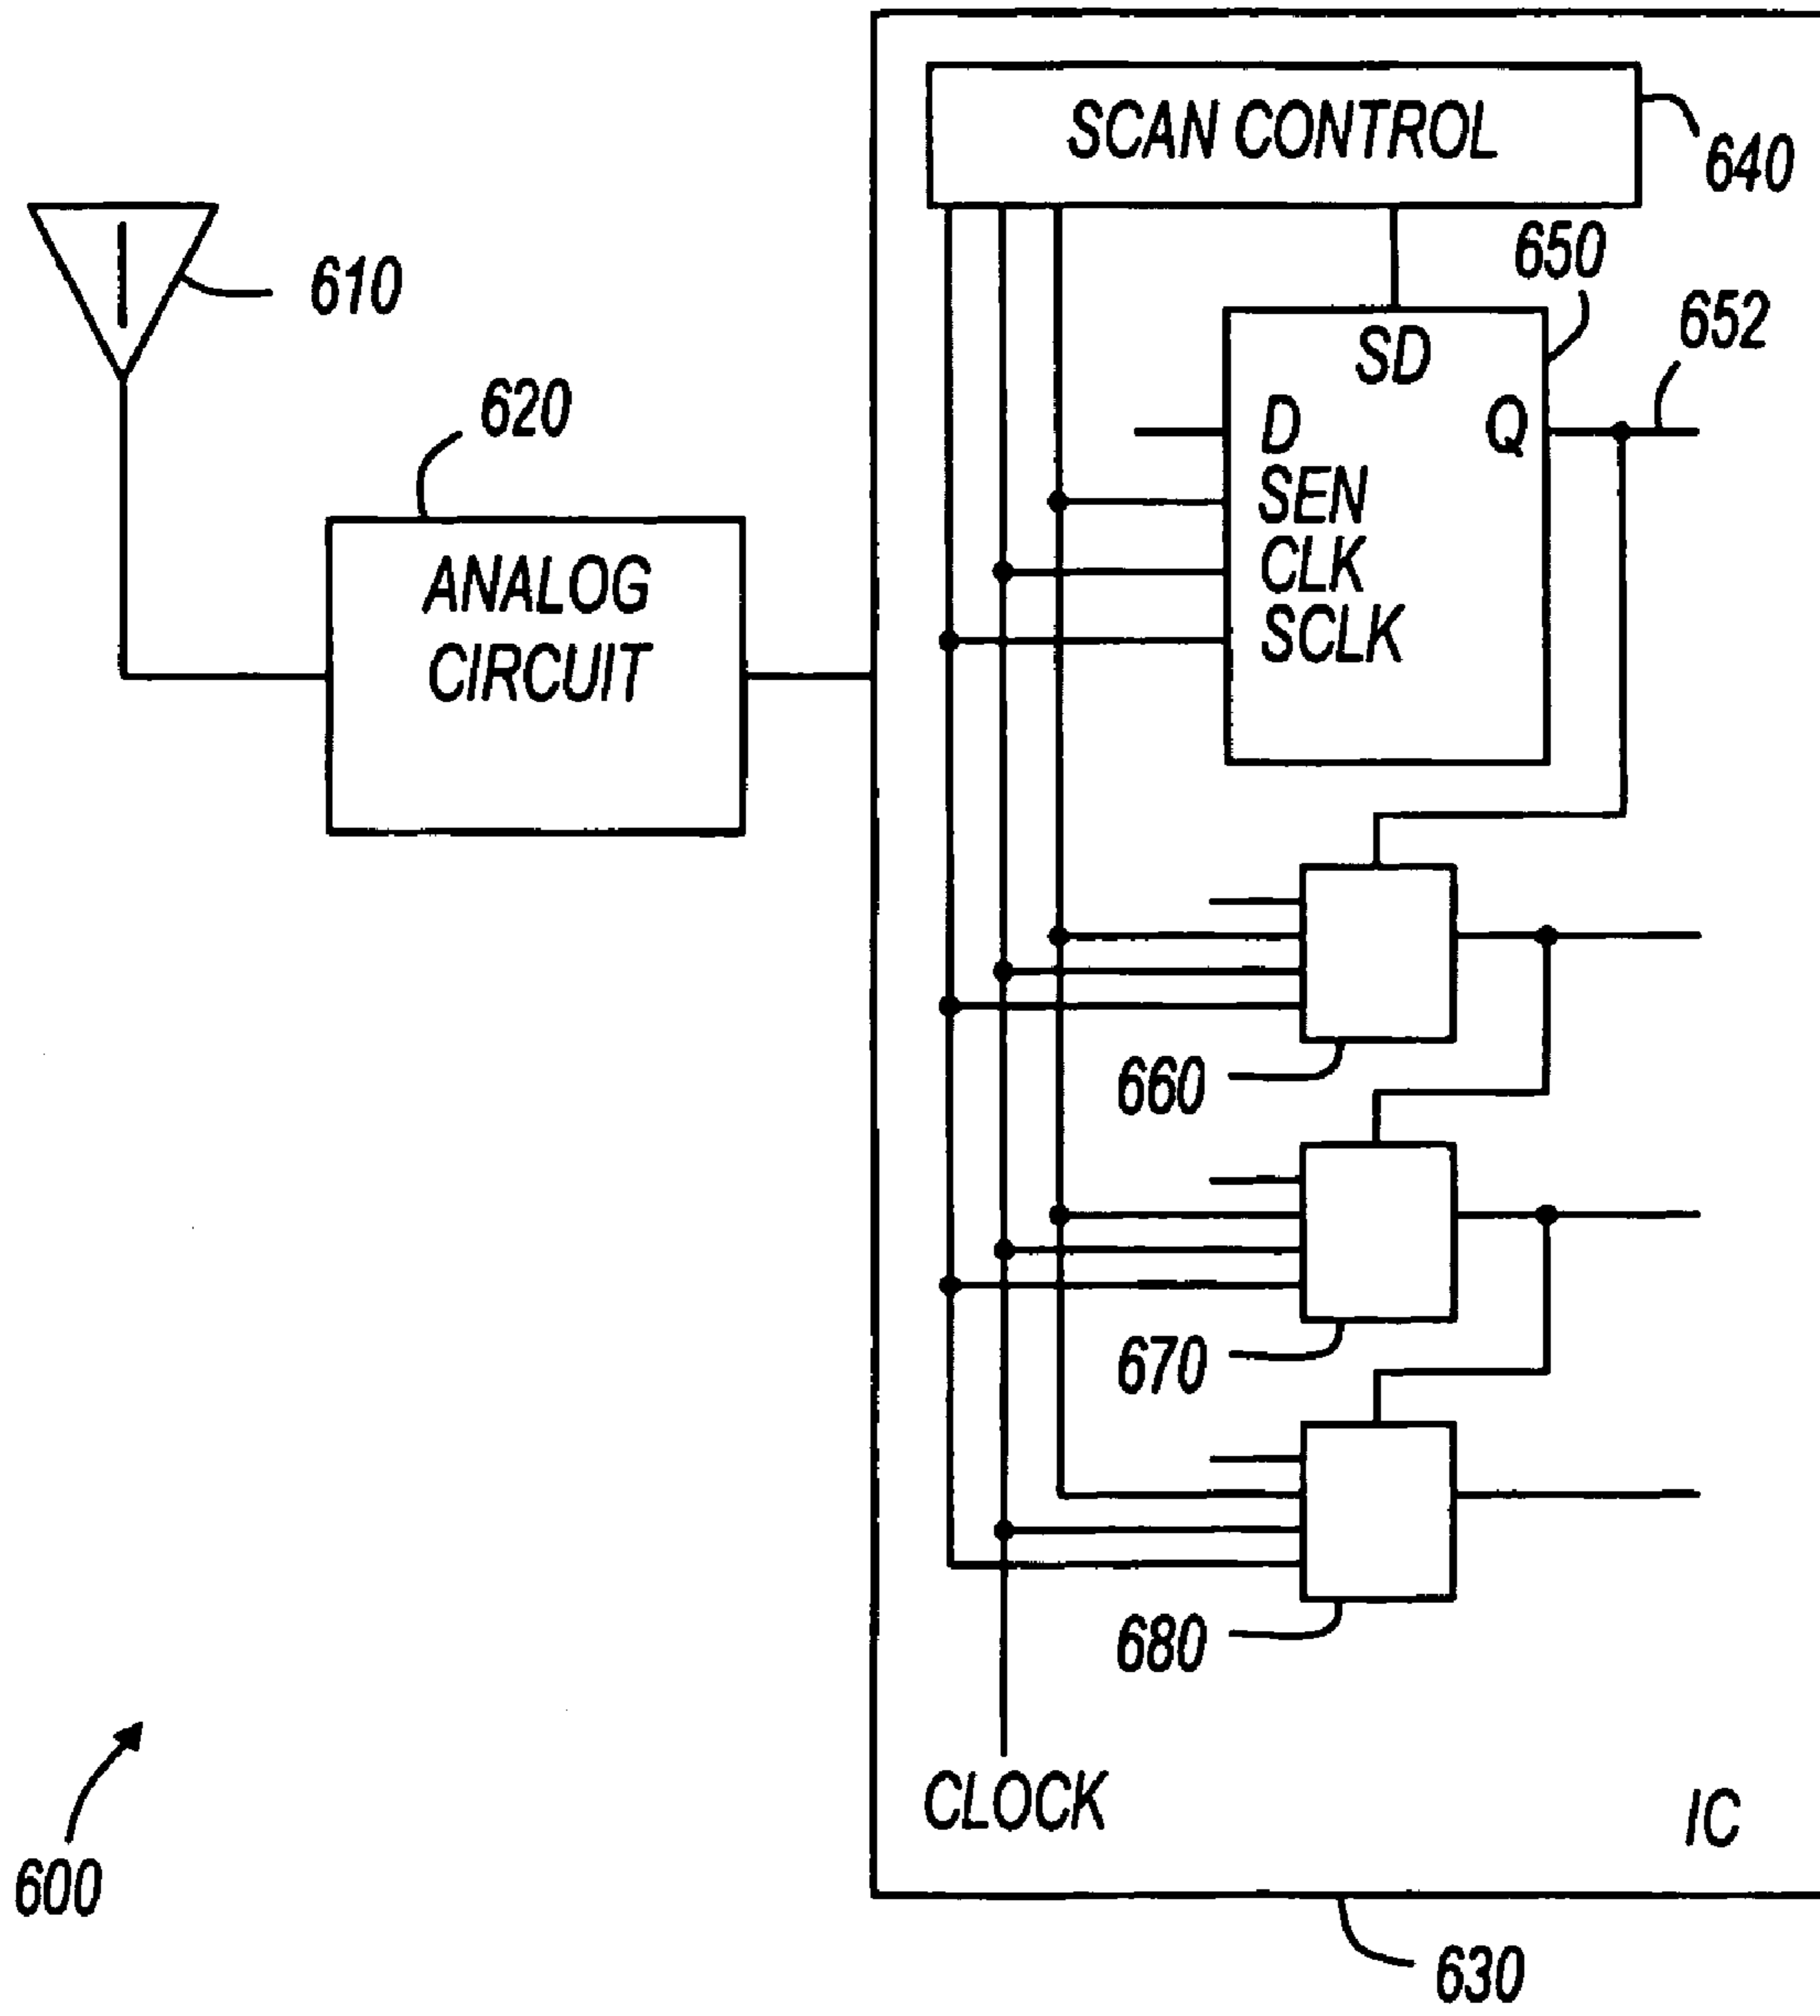 SCAN CONTROL
640
610
650
652
SD
D
Q
SEN
CLK
SCLK
620
ANALOG
CIRCUIT
660
670
680
CLOCK
IC
600
630